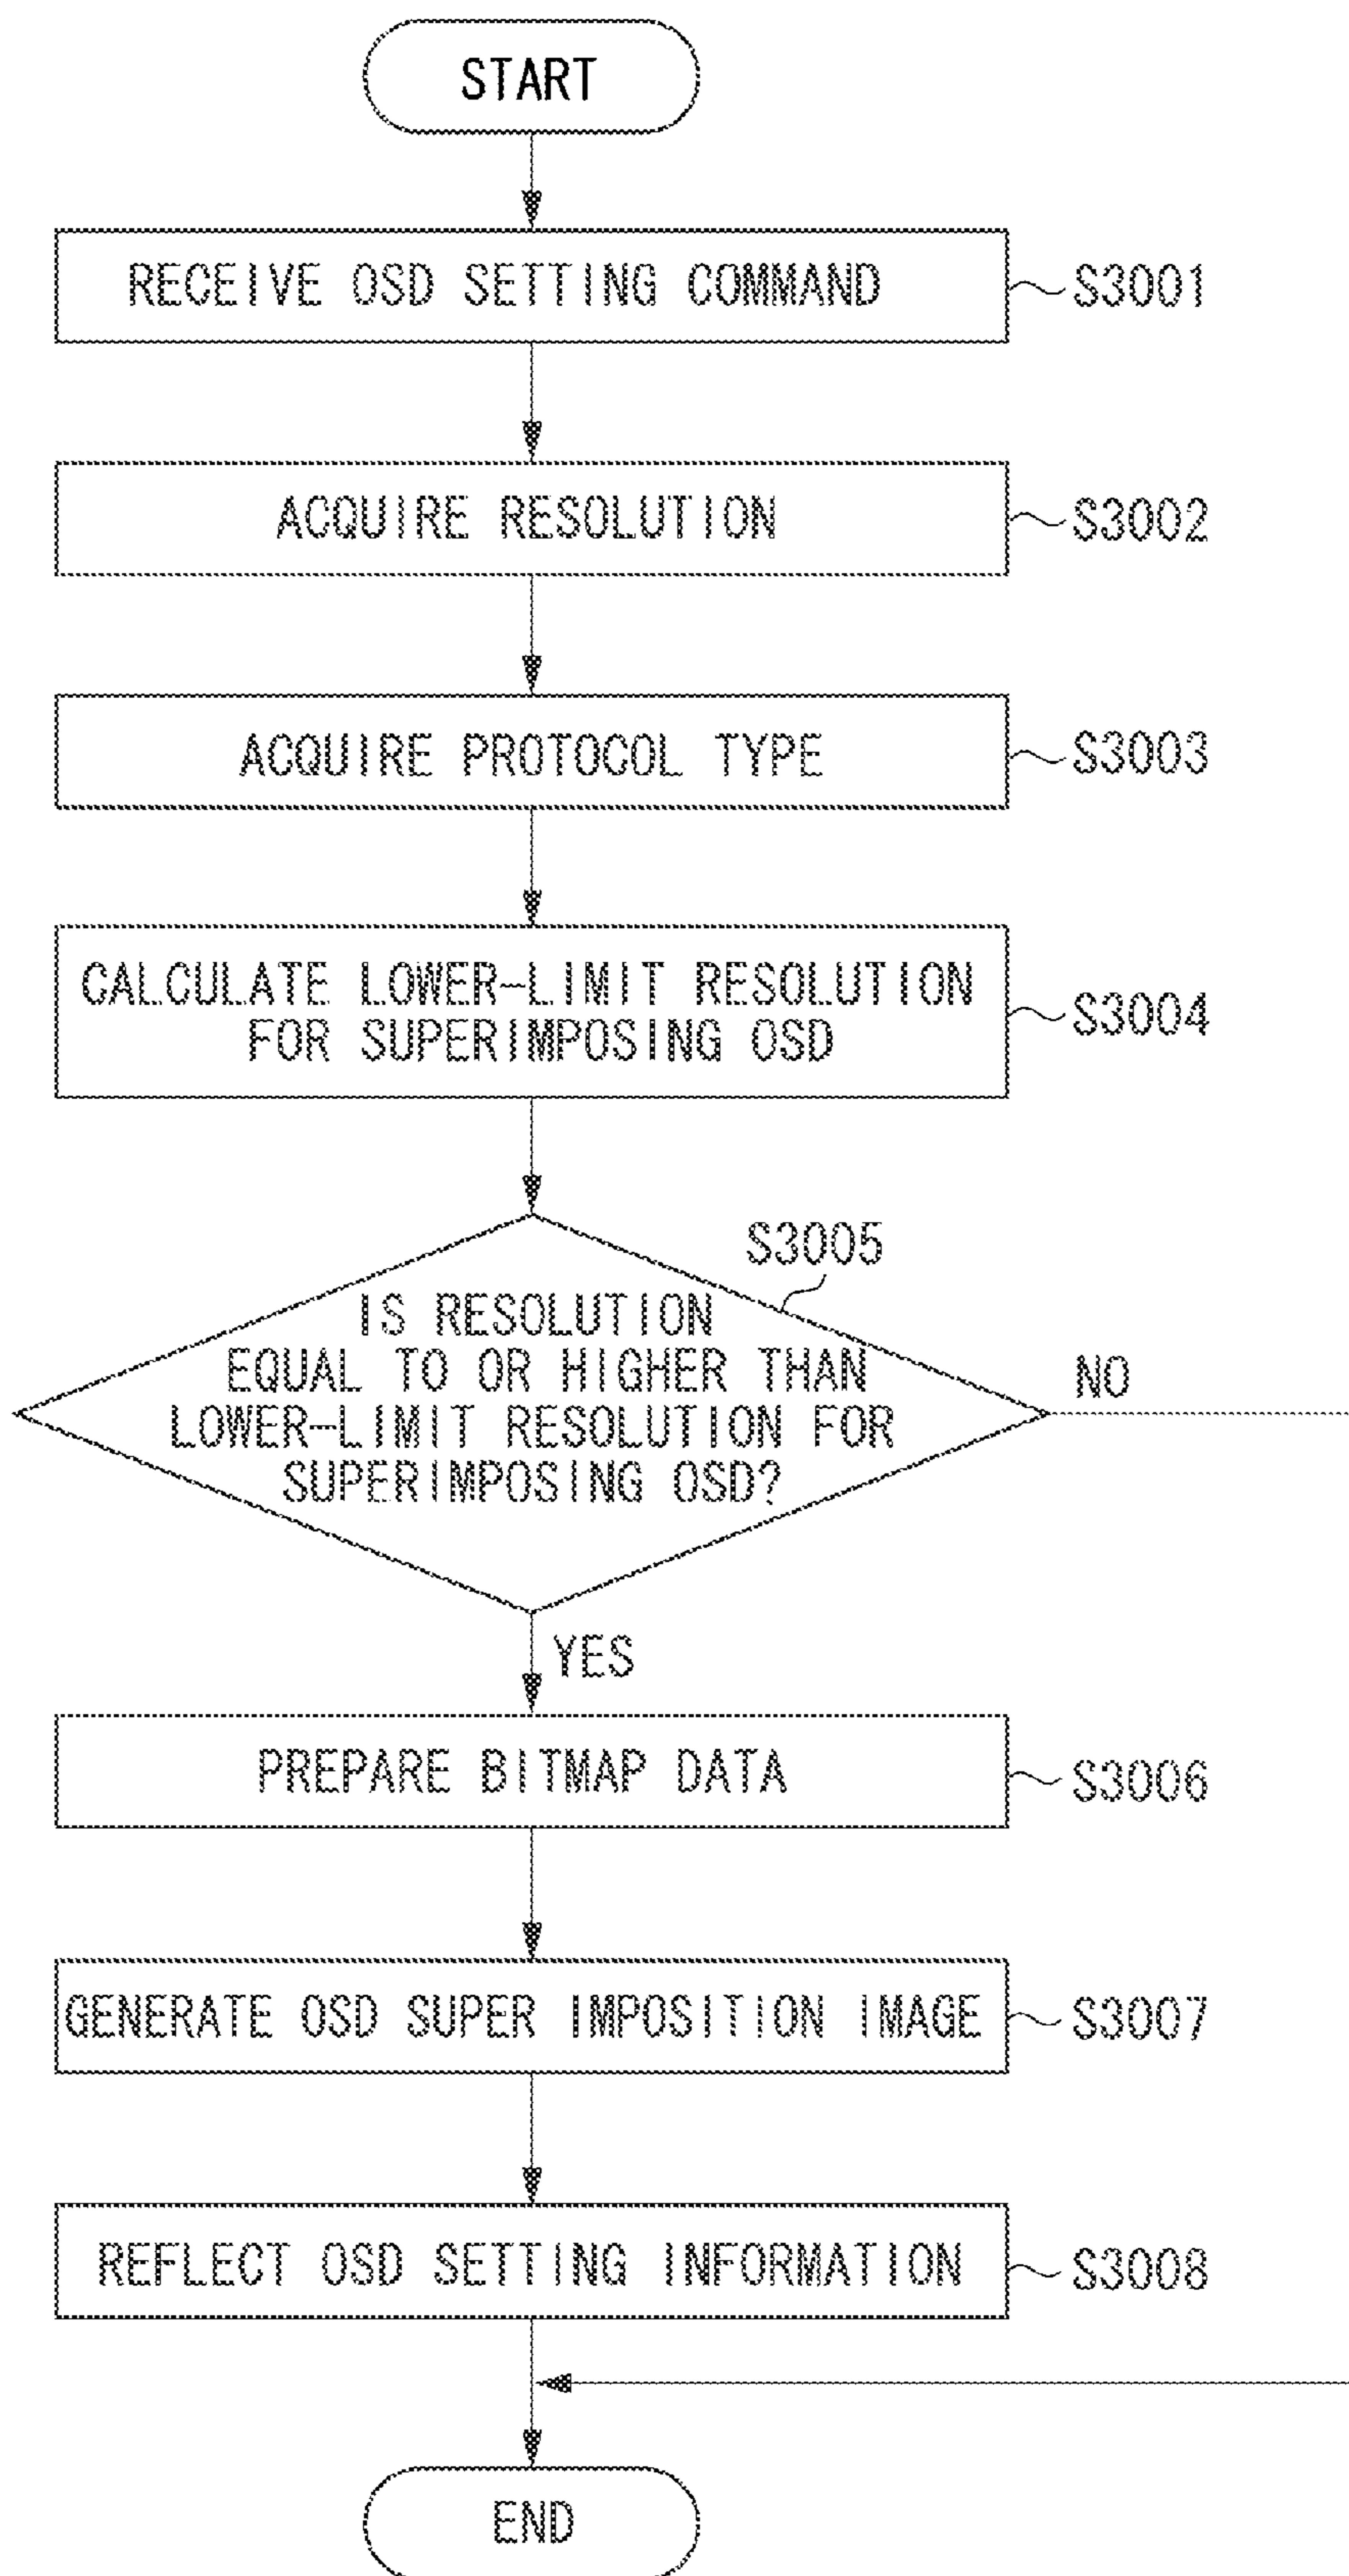 START
RECEIVE OSD SETTING COMMAND
S3001
ACQUIRE RESOLUTION
S3002
ACQUIRE PROTOCOL TYPE
S3003
CALCULATE LOWER-LIMIT RESOLUTION
FOR SUPERIMPOSING OSD
S3004
S3005
IS RESOLUTION
EQUAL TO OR HIGHER THAN
LOWER-LIMIT RESOLUTION FOR
SUPERIMPOSING OSD?
NO
YES
PREPARE BITMAP DATA
S3006
GENERATE OSD SUPER IMPOSITION IMAGE
S3007
REFLECT OSD SETTING INFORMATION
S3008
END